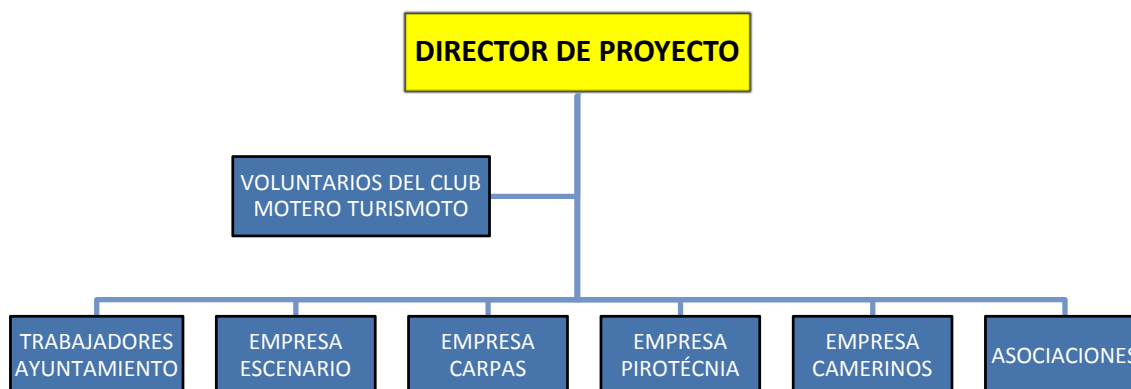 DIRECTOR DE PROYECTO
VOLUNTARIOS DEL CLUB
MOTERO TURISMOTO
TRABAJADORES
AYUNTAMIENTO
EMPRESA
ESCENARIO
EMPRESA
CARPAS
EMPRESA
PIROTÉCNIA
EMPRESA
CAMERINOS
ASOCIACIONES